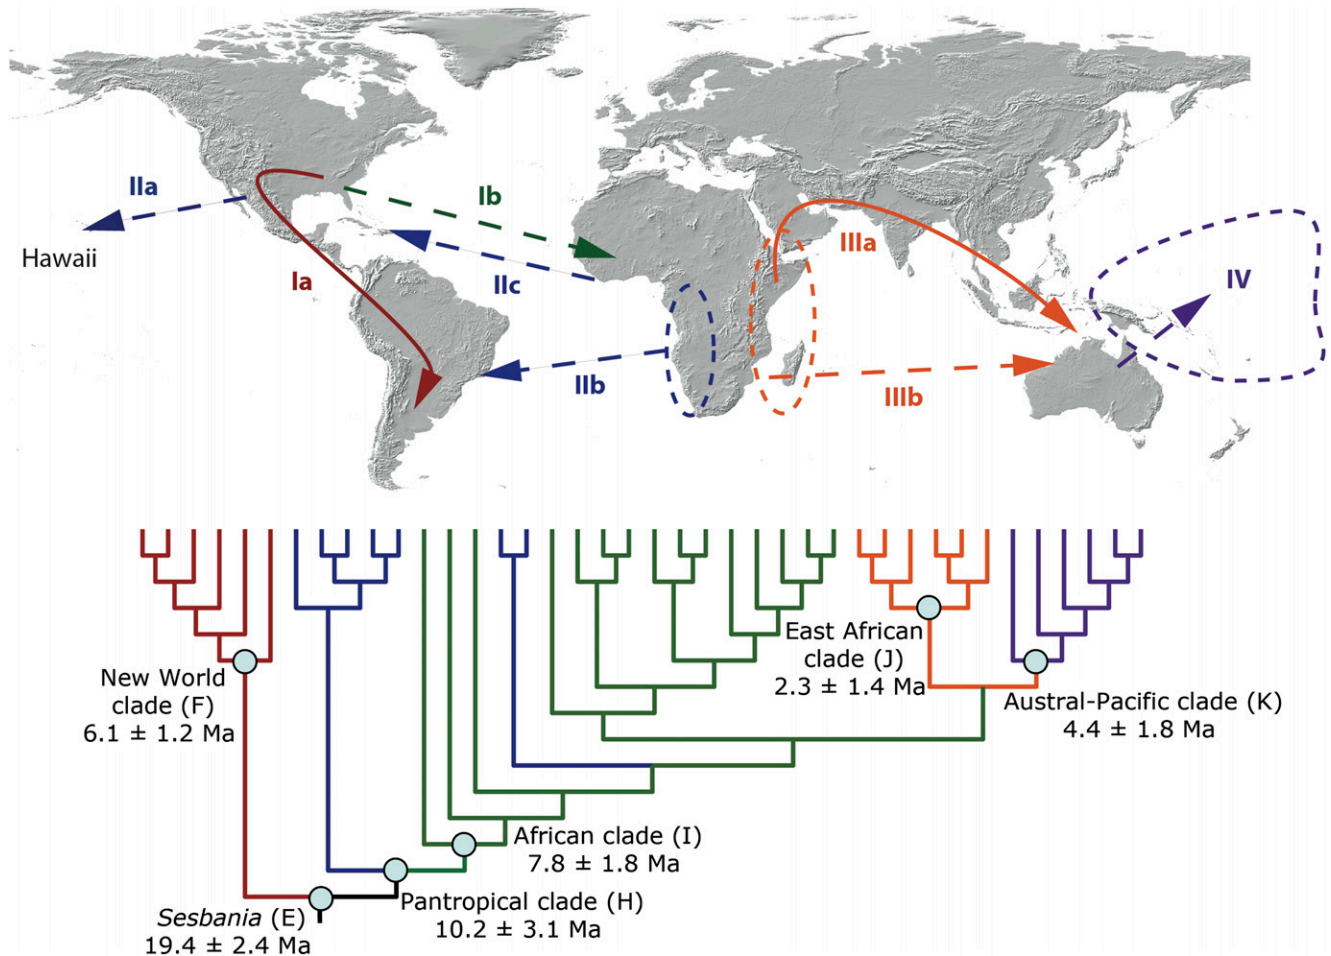 IIa
Hawaii
Ia
Ib
IIc
IIb
IIIa
IIIb
IV
New World
clade (F)
6.1 ± 1.2 Ma
East African
clade (J)
2.3 ± 1.4 Ma
Austral-Pacific clade (K)
4.4 ± 1.8 Ma
African clade (I)
7.8 ± 1.8 Ma
Pantropical clade (H)
10.2 ± 3.1 Ma
Sesbania (E)
19.4 ± 2.4 Ma